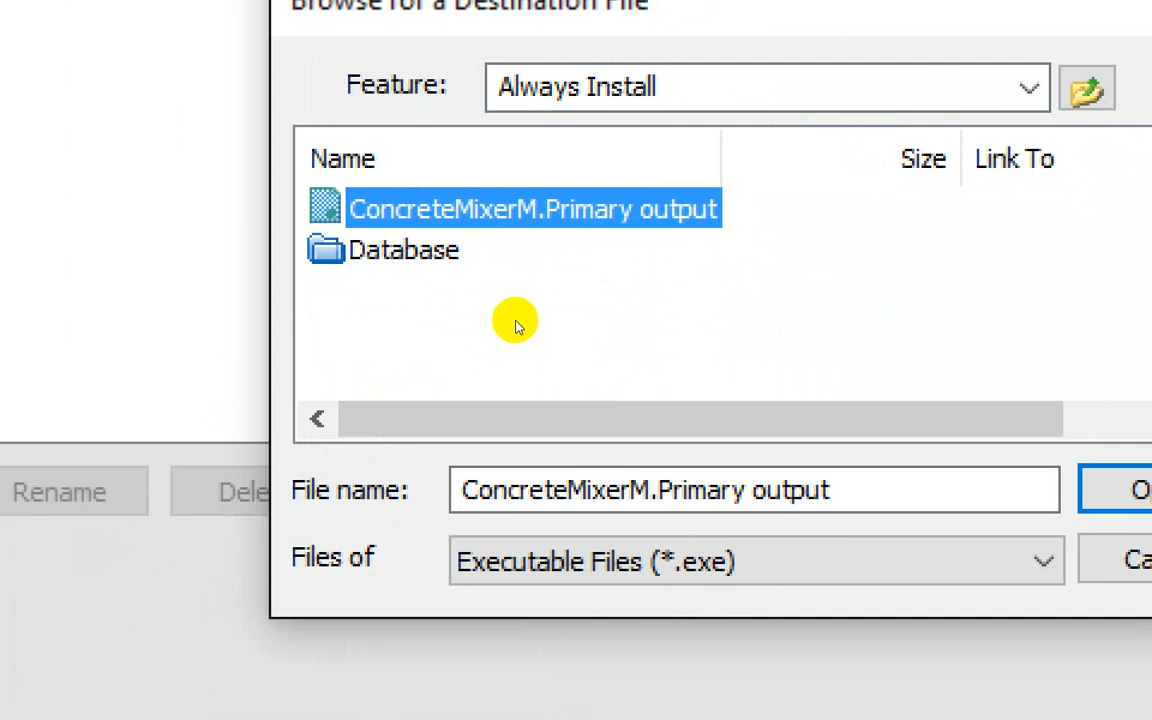 Browse for a Destination File
Feature: Always Install
Name Size Link To
ConcreteMixerM.Primary output
Database
Rename
File name: ConcreteMixerM.Primary output
Files of Executable Files (*.exe)